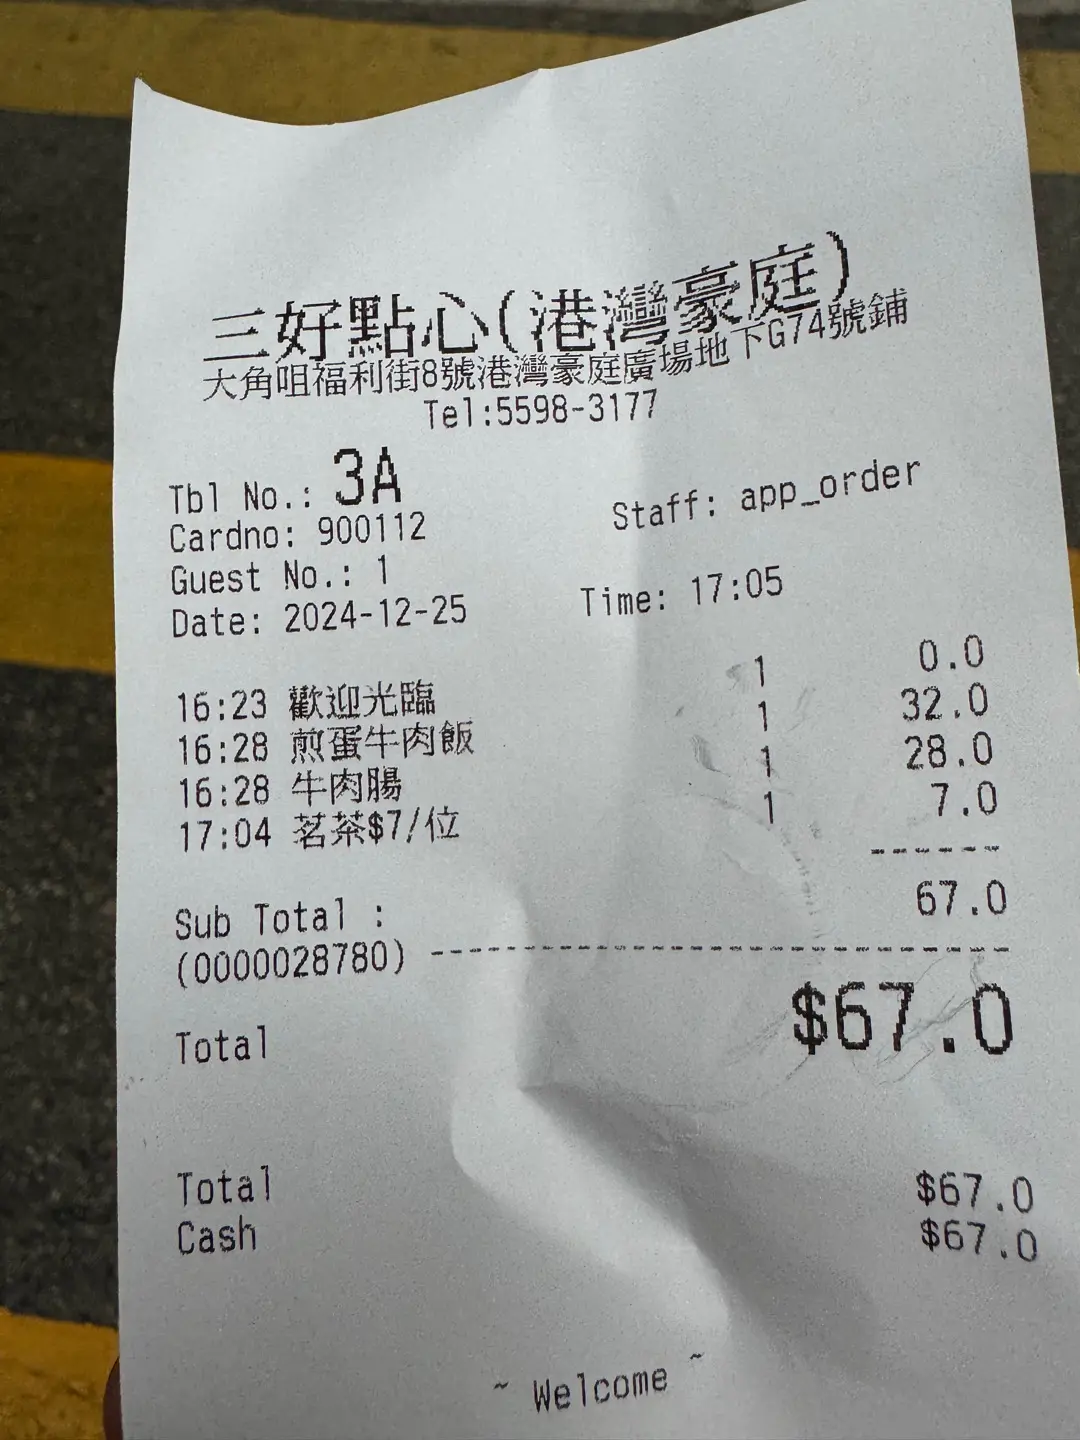 三好點心(港灣豪庭)
大角咀福利街8號港灣豪庭廣場地下G74號鋪
Tel:5598-3177
Tbl No.: 3A
Cardno: 900112 Staff: app_order
Guest No.: 1
Date: 2024-12-25 Time: 17:05
16:23 歡迎光臨 1 0.0
16:28 煎蛋牛肉飯 1 32.0
16:28 牛肉腸 1 28.0
17:04 茗茶$7/位 1 7.0
------
Sub Total : 67.0
(0000028780) --------------------------------
Total $67.0
Total $67.0
Cash $67.0
~ Welcome ~